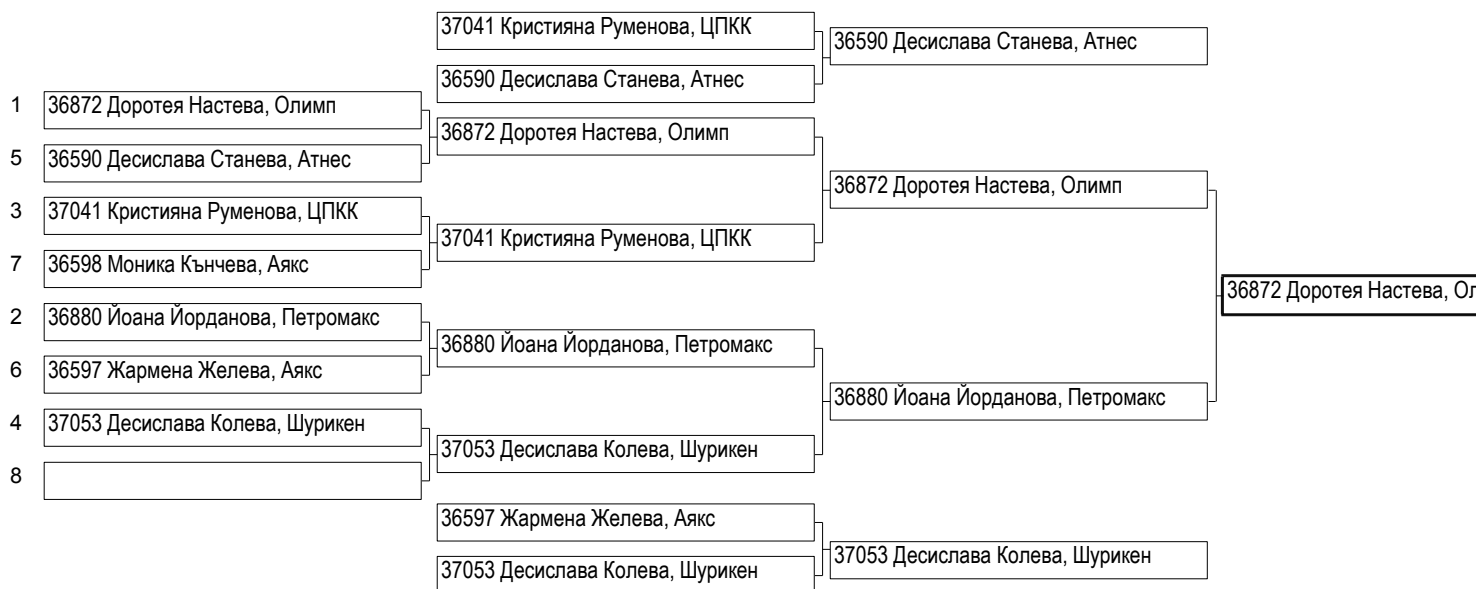 37041 Кристияна Руменова, ЦПКК
36590 Десислава Станева, Атнес
36590 Десислава Станева, Атнес
1 36872 Доротея Настева, Олимп
36872 Доротея Настева, Олимп
5 36590 Десислава Станева, Атнес
36872 Доротея Настева, Олимп
3 37041 Кристияна Руменова, ЦПКК
37041 Кристияна Руменова, ЦПКК
7 36598 Моника Кънчева, Аякс
36872 Доротея Настева, Ол
2 36880 Йоана Йорданова, Петромакс
36880 Йоана Йорданова, Петромакс
6 36597 Жармена Желева, Аякс
36880 Йоана Йорданова, Петромакс
4 37053 Десислава Колева, Шурикен
37053 Десислава Колева, Шурикен
8
36597 Жармена Желева, Аякс
37053 Десислава Колева, Шурикен
37053 Десислава Колева, Шурикен